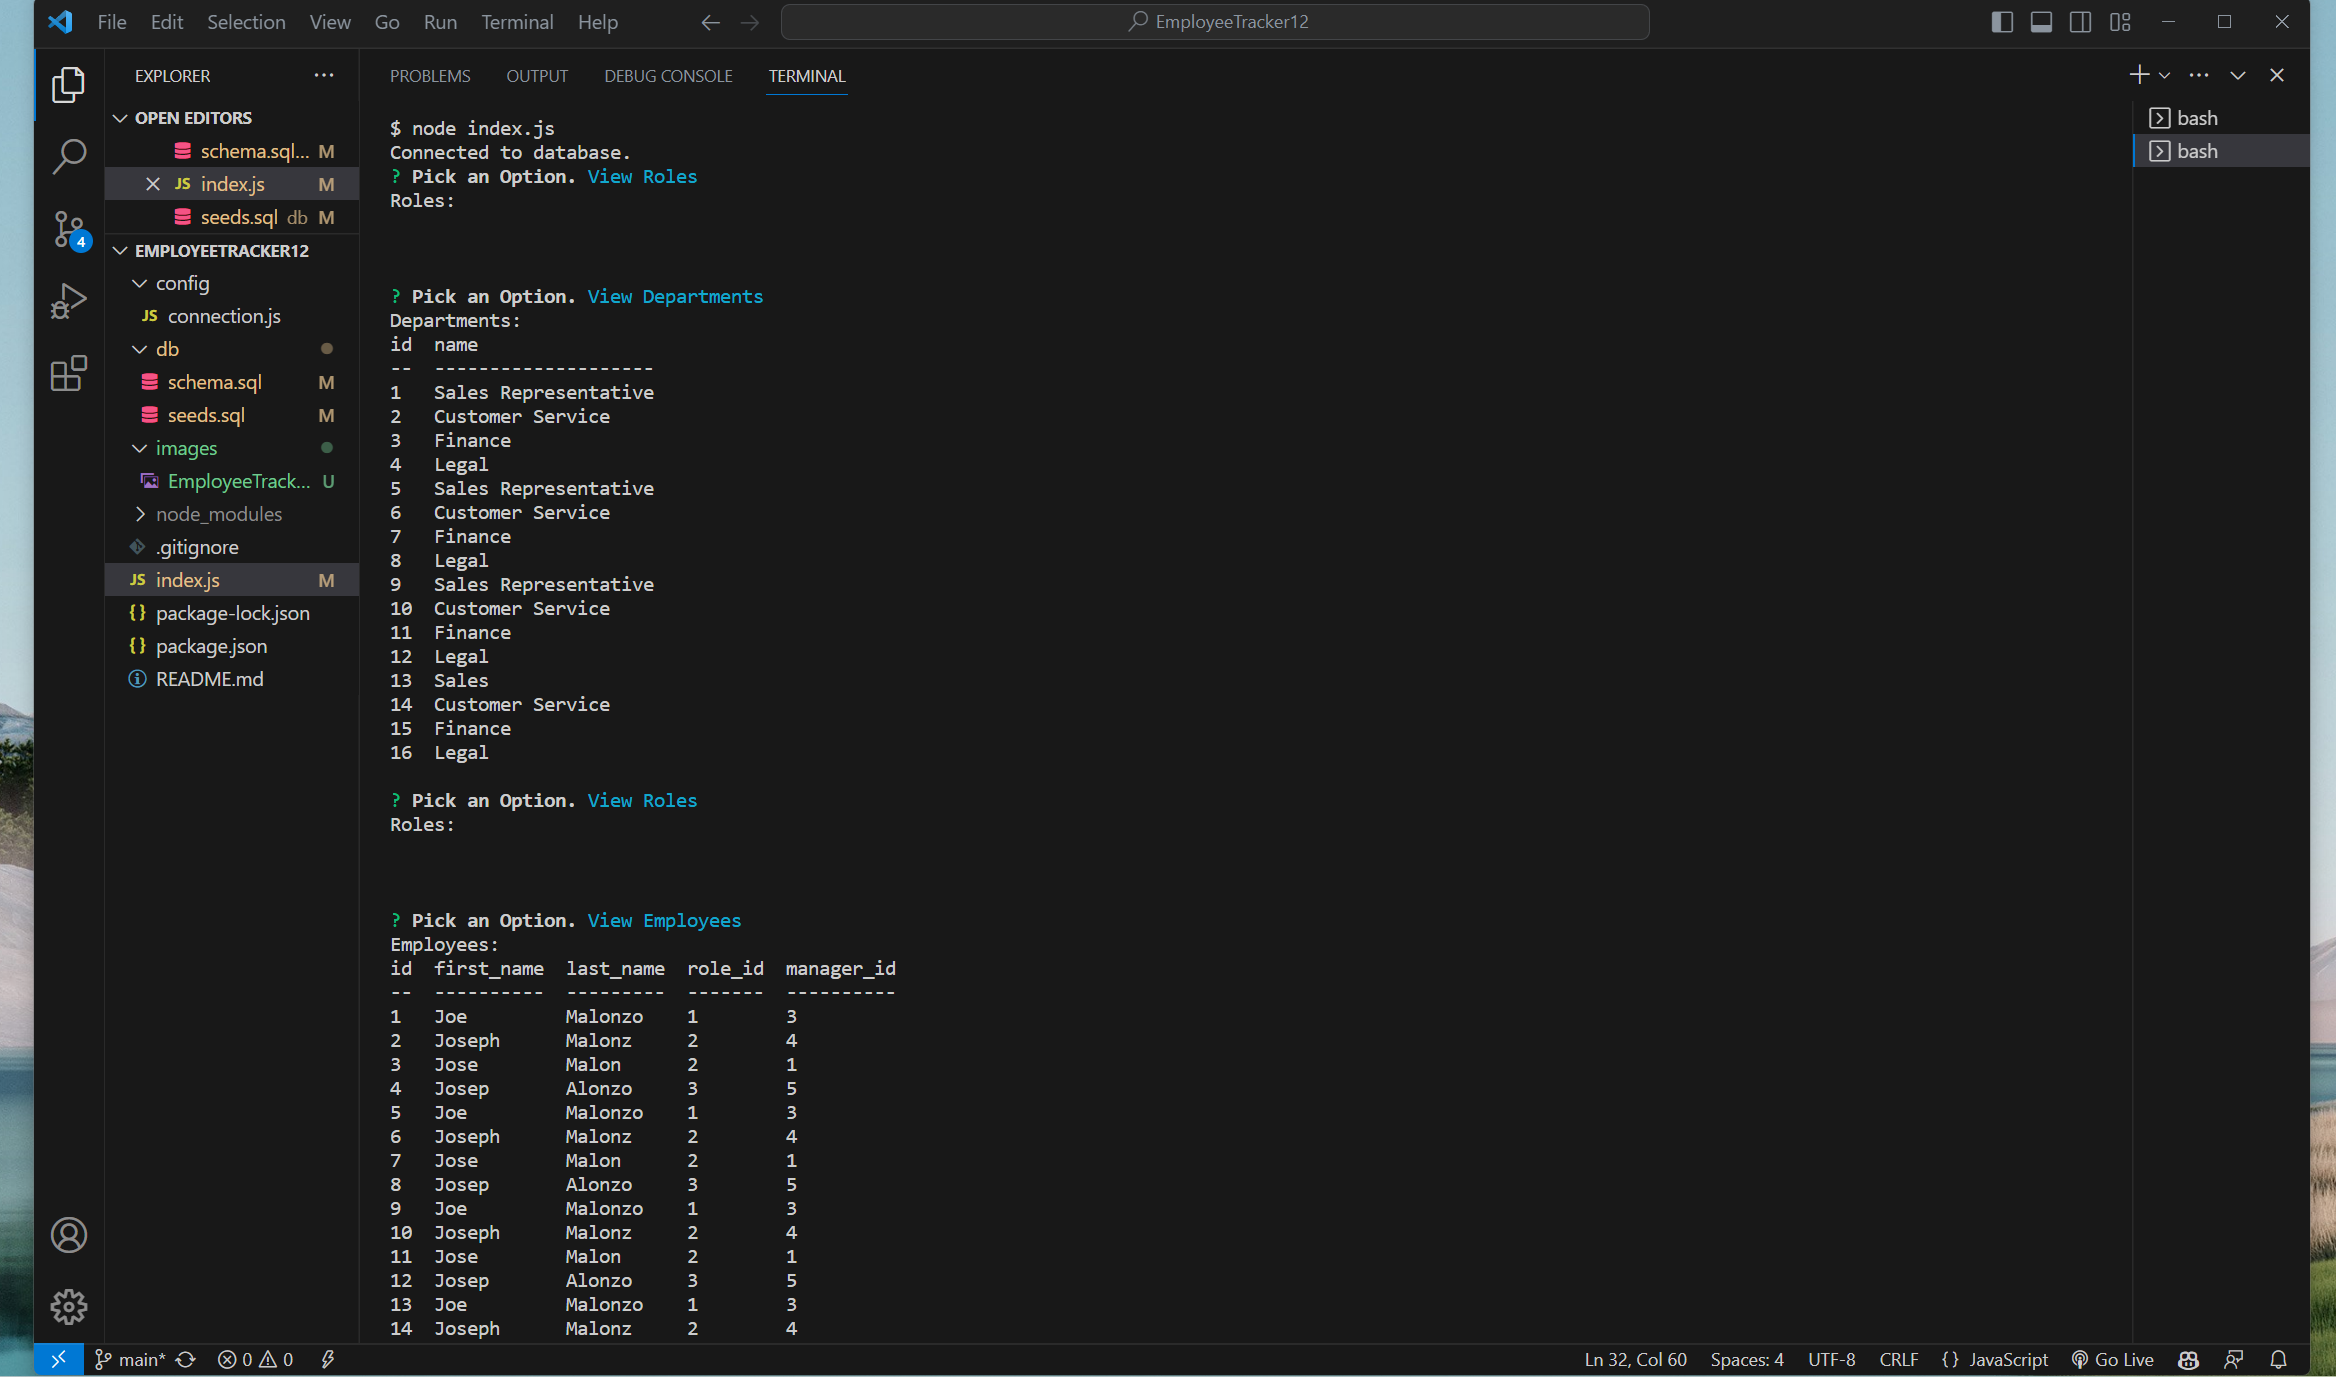 File Edit Selection View Go Run Terminal Help
EmployeeTracker12
EXPLORER
OPEN EDITORS
schema.sql... M
JS index.js M
seeds.sql db M
4
EMPLOYEETRACKER12
config
JS connection.js
db
schema.sql M
seeds.sql M
images
EmployeeTrack... U
node_modules
.gitignore
JS index.js M
{} package-lock.json
{} package.json
README.md
PROBLEMS OUTPUT DEBUG CONSOLE TERMINAL
$ node index.js
Connected to database.
? Pick an Option. View Roles
Roles:
? Pick an Option. View Departments
Departments:
id name
-- --------------------
1 Sales Representative
2 Customer Service
3 Finance
4 Legal
5 Sales Representative
6 Customer Service
7 Finance
8 Legal
9 Sales Representative
10 Customer Service
11 Finance
12 Legal
13 Sales
14 Customer Service
15 Finance
16 Legal
? Pick an Option. View Roles
Roles:
? Pick an Option. View Employees
Employees:
id first_name last_name role_id manager_id
-- ---------- --------- ------- ----------
1 Joe Malonzo 1 3
2 Joseph Malonz 2 4
3 Jose Malon 2 1
4 Josep Alonzo 3 5
5 Joe Malonzo 1 3
6 Joseph Malonz 2 4
7 Jose Malon 2 1
8 Josep Alonzo 3 5
9 Joe Malonzo 1 3
10 Joseph Malonz 2 4
11 Jose Malon 2 1
12 Josep Alonzo 3 5
13 Joe Malonzo 1 3
14 Joseph Malonz 2 4
bash
bash
main* 0 0
Ln 32, Col 60 Spaces: 4 UTF-8 CRLF {} JavaScript Go Live